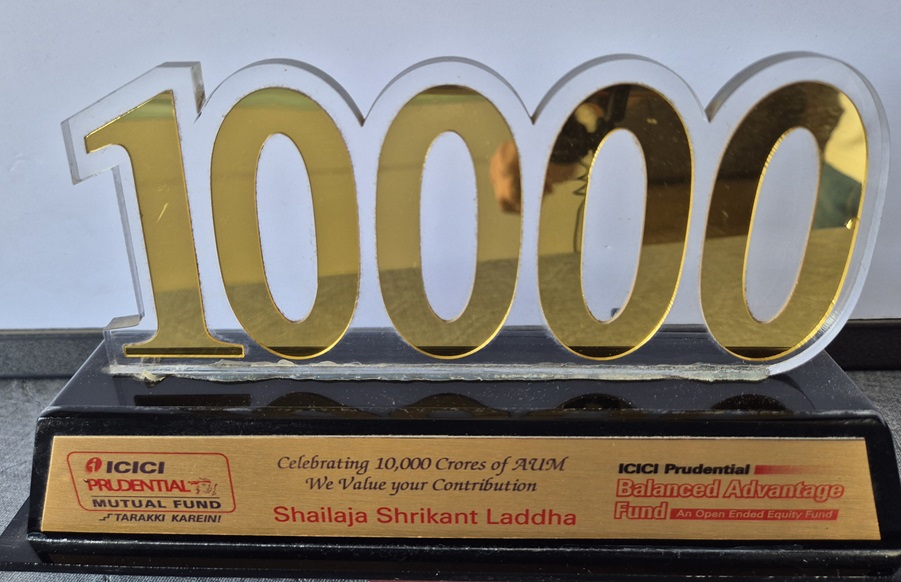 10000
ICICI
PRUDENTIAL
MUTUAL FUND
TARAKKI KAREIN!
Celebrating 10,000 Crores of AUM
We Value your Contribution
Shailaja Shrikant Laddha
ICICI Prudential
Balanced Advantage
Fund An Open Ended Equity Fund